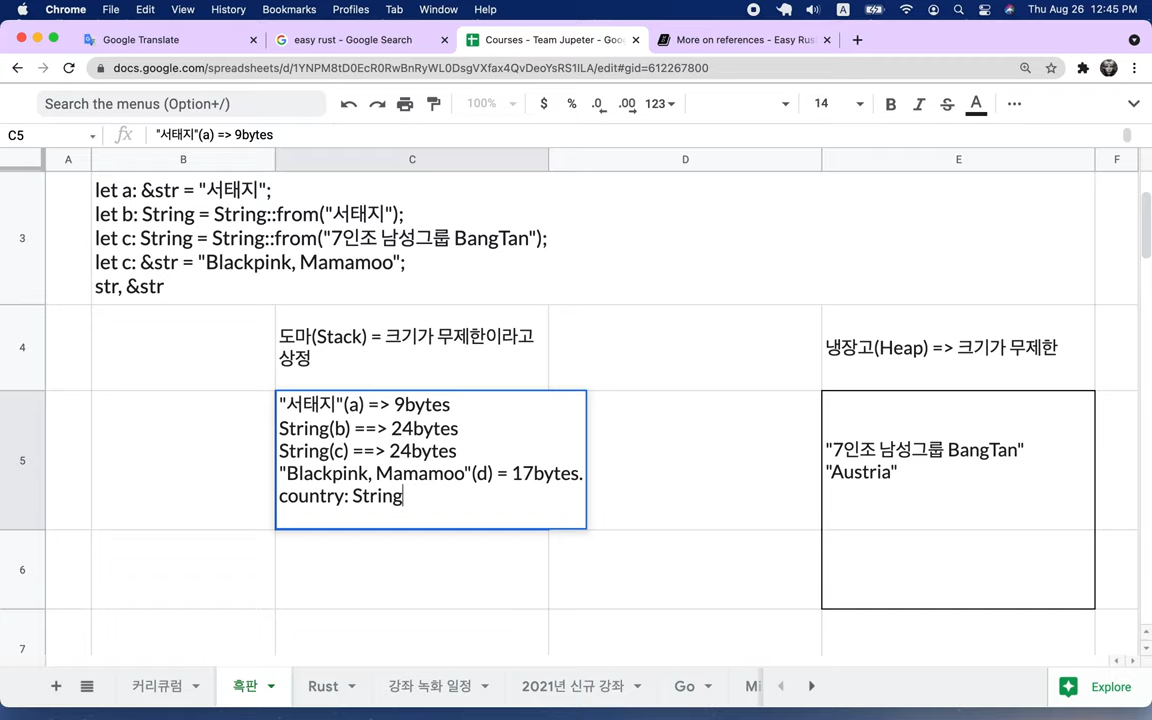 Chrome File Edit View History Bookmarks Profiles Tab Window Help A Thu Aug 26 12:45 PM
Google Translate easy rust - Google Search Courses - Team Jupeter - Goo More on references - Easy Rus
docs.google.com/spreadsheets/d/1YNPM8tD0EcR0RwBnRyWL0DsgVXfax4QvDeoYsRS1ILA/edit#gid=612267800
Search the menus (Option+/) 100% $ % .0 .00 123 14 B I S A
C5 fx "서태지"(a) => 9bytes
A B C D E F
3
let a: &str = "서태지";
let b: String = String::from("서태지");
let c: String = String::from("7인조 남성그룹 BangTan");
let c: &str = "Blackpink, Mamamoo";
str, &str
4
도마(Stack) = 크기가 무제한이라고
상정
냉장고(Heap) => 크기가 무제한
5
"서태지"(a) => 9bytes
String(b) ==> 24bytes
String(c) ==> 24bytes
"Blackpink, Mamamoo"(d) = 17bytes.
country: String
"7인조 남성그룹 BangTan"
"Austria"
6
7
커리큐럼 흑판 Rust 강좌 녹화 일정 2021년 신규 강좌 Go Mi Explore